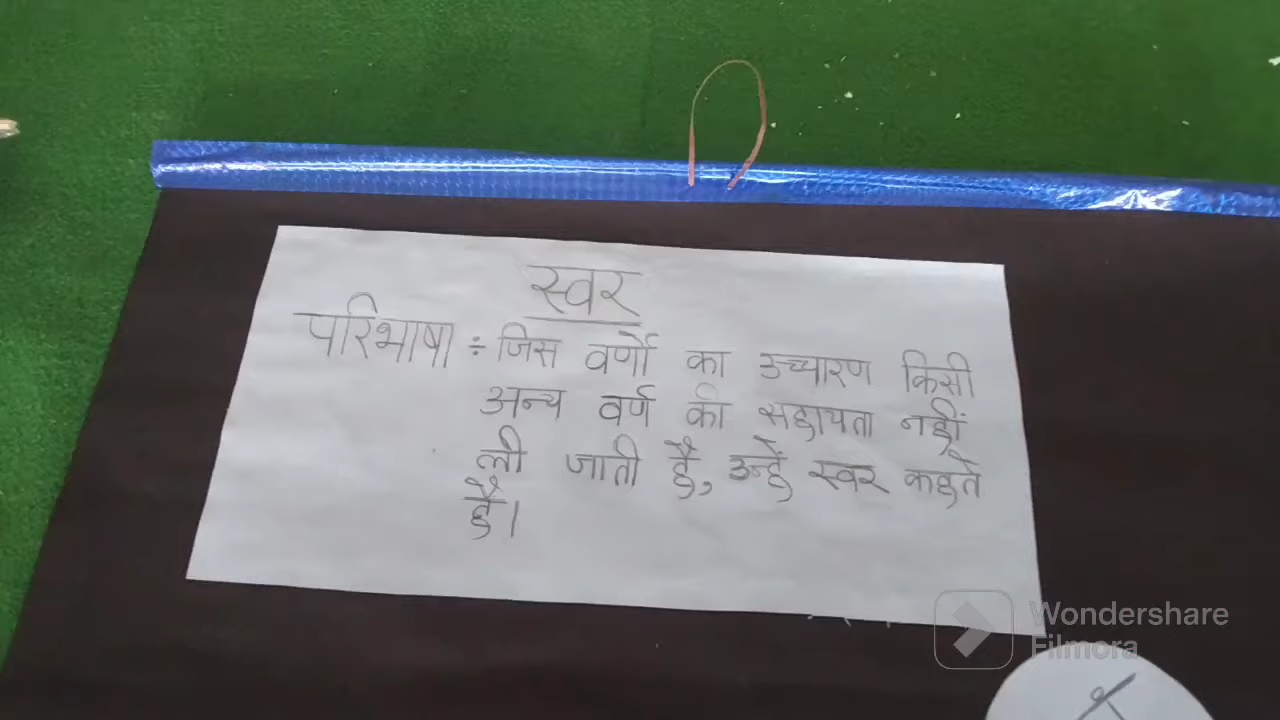 स्वर
परिभाषा ÷ जिस वर्णों का उच्चारण किसी
अन्य वर्ण की सहायता नहीं
ली जाती है, उन्हें स्वर कहते
है।
Wondershare
Filmora